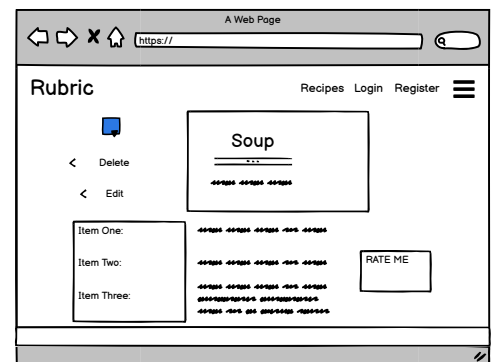 A Web Page
https://
Rubric
Recipes Login Register
Soup
< Delete
< Edit
Item One:
Item Two:
RATE ME
Item Three: